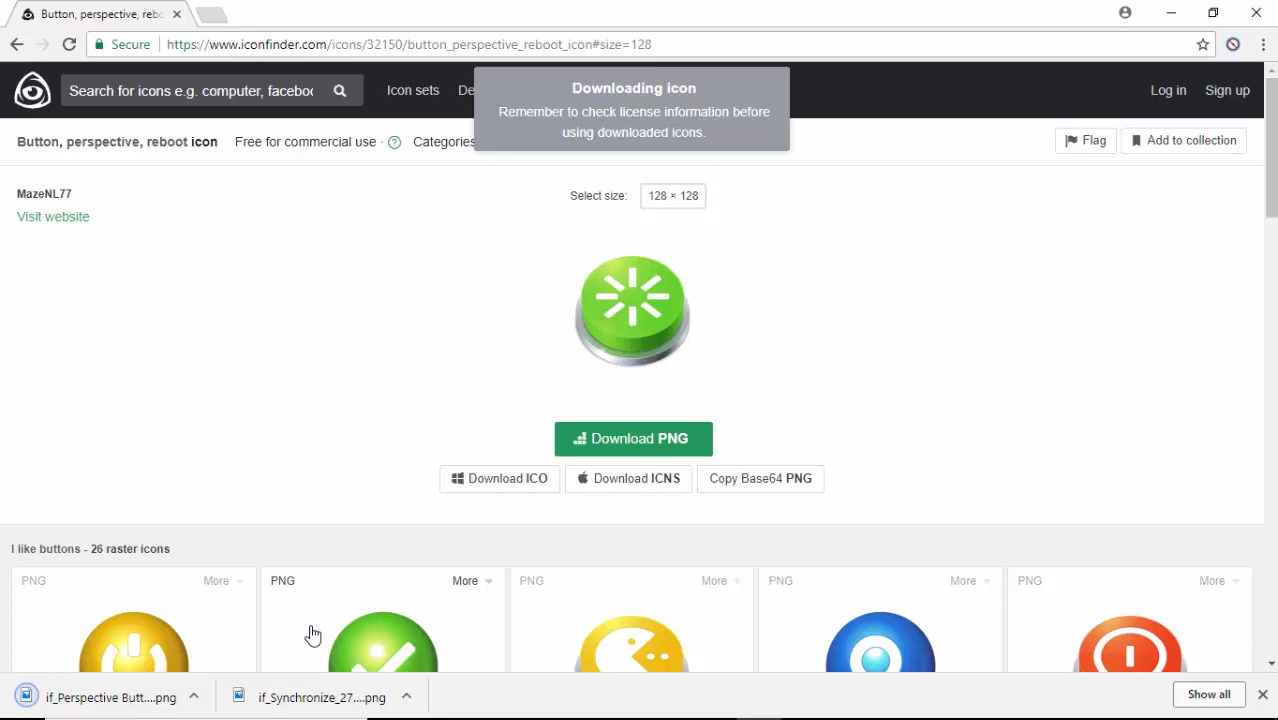 Button, perspective, rebo
Secure https://www.iconfinder.com/icons/32150/button_perspective_reboot_icon#size=128
Search for icons e.g. computer, faceboo
Icon sets
De
Downloading icon
Remember to check license information before
using downloaded icons.
Log in
Sign up
Button, perspective, reboot icon
Free for commercial use
Categories
Flag
Add to collection
MazeNL77
Visit website
Select size:
128 × 128
Download PNG
Download ICO
Download ICNS
Copy Base64 PNG
I like buttons - 26 raster icons
PNG More
PNG More
PNG More
PNG More
PNG More
if_Perspective Butt....png
if_Synchronize_27....png
Show all